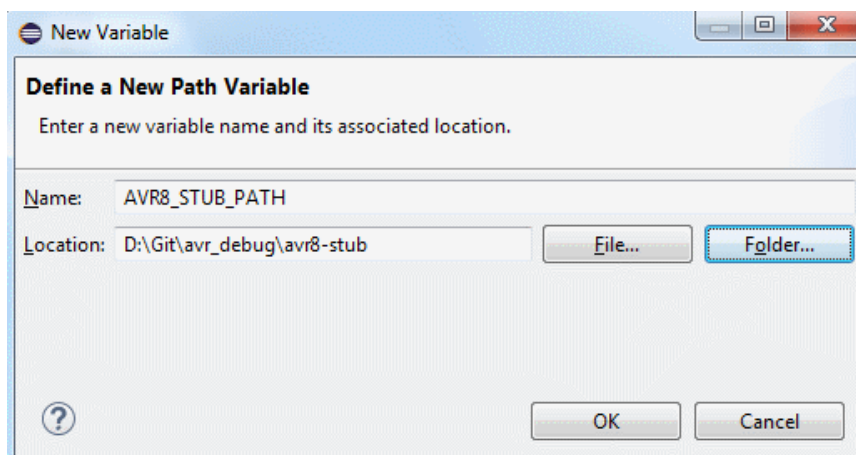 New Variable
Define a New Path Variable
Enter a new variable name and its associated location.
Name: AVR8_STUB_PATH
Location: D:\Git\avr_debug\avr8-stub File... Folder...
? OK Cancel